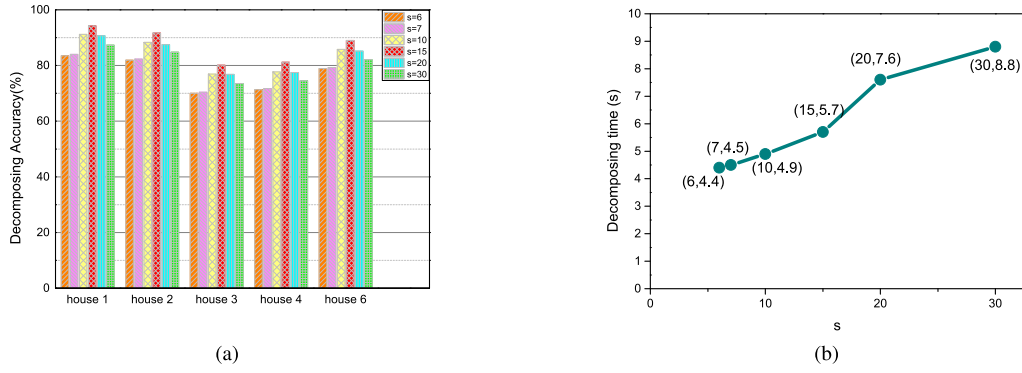 100
80
60
40
20
0
Decomposing Accuracy(%)
s=6
s=7
s=10
s=15
s=20
s=30
house 1 house 2 house 3 house 4 house 6
(a)
10
9
8
7
6
5
4
3
2
1
0
Decomposing time (s)
(20,7.6)
(30,8.8)
(15,5.7)
(7,4.5)
(10,4.9)
(6,4.4)
0 10 20 30
s
(b)